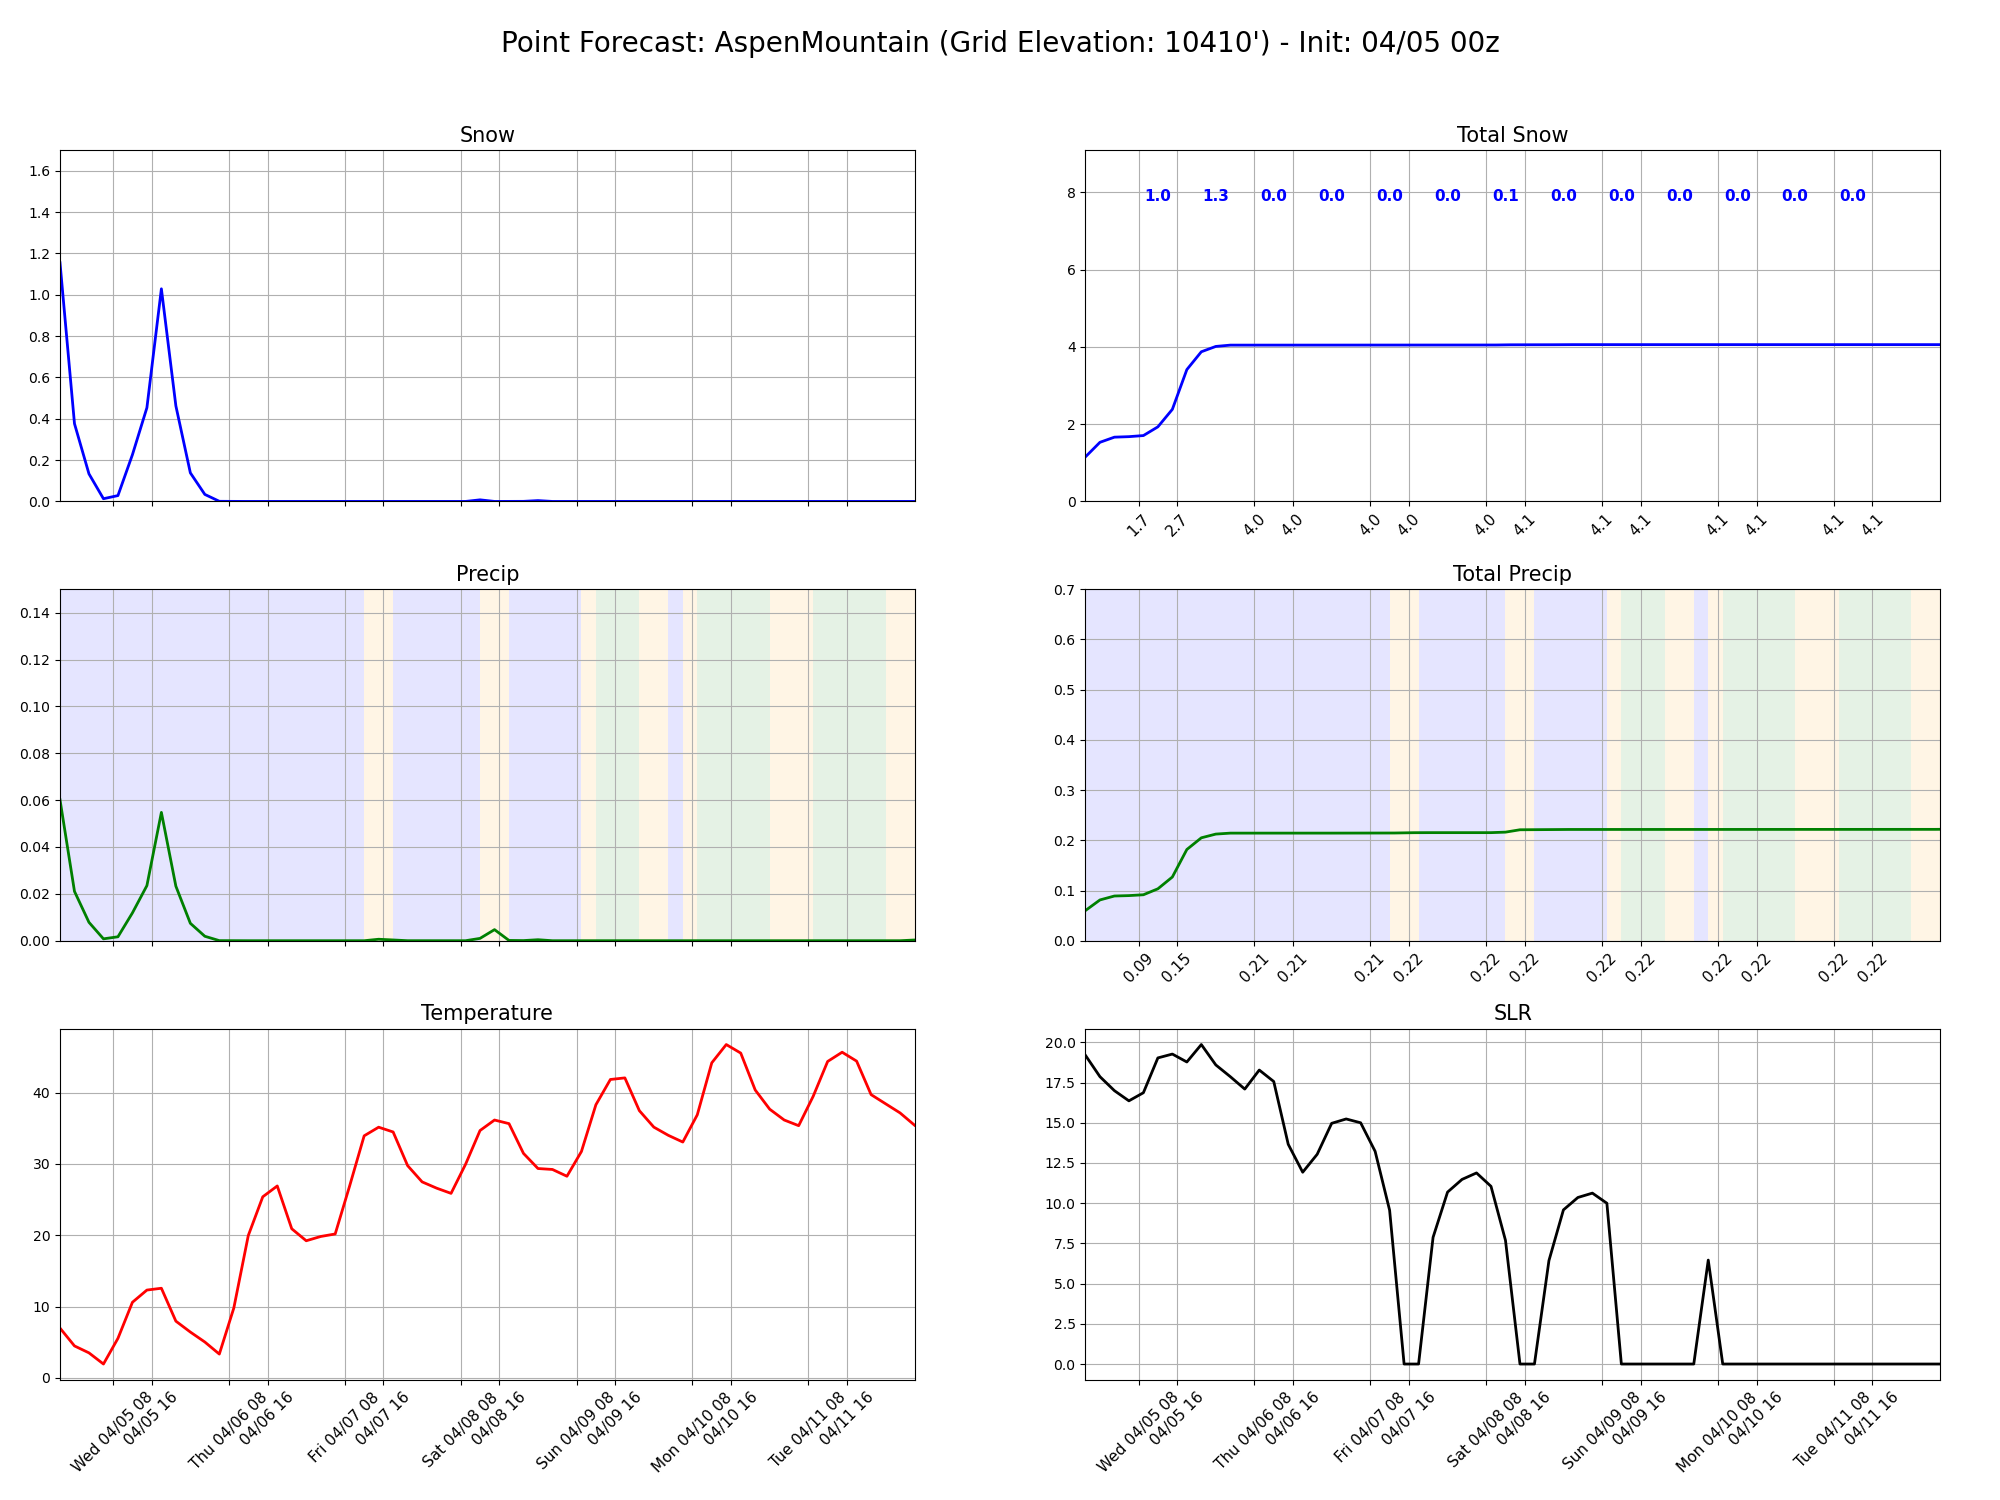 Point Forecast: AspenMountain (Grid Elevation: 10410') - Init: 04/05 00z
Snow
1.6
1.4
1.2
1.0
0.8
0.6
0.4
0.2
0.0
Total Snow
8
6
4
2
0
1.0 1.3 0.0 0.0 0.0 0.0 0.1 0.0 0.0 0.0 0.0 0.0 0.0
1.7 2.7 4.0 4.0 4.0 4.0 4.0 4.1 4.1 4.1 4.1 4.1 4.1 4.1
Precip
0.14
0.12
0.10
0.08
0.06
0.04
0.02
0.00
Total Precip
0.7
0.6
0.5
0.4
0.3
0.2
0.1
0.0
0.09 0.15 0.21 0.21 0.21 0.22 0.22 0.22 0.22 0.22 0.22 0.22 0.22 0.22
Temperature
40
30
20
10
0
Wed 04/05 08
04/05 16
Thu 04/06 08
04/06 16
Fri 04/07 08
04/07 16
Sat 04/08 08
04/08 16
Sun 04/09 08
04/09 16
Mon 04/10 08
04/10 16
Tue 04/11 08
04/11 16
SLR
20.0
17.5
15.0
12.5
10.0
7.5
5.0
2.5
0.0
Wed 04/05 08
04/05 16
Thu 04/06 08
04/06 16
Fri 04/07 08
04/07 16
Sat 04/08 08
04/08 16
Sun 04/09 08
04/09 16
Mon 04/10 08
04/10 16
Tue 04/11 08
04/11 16